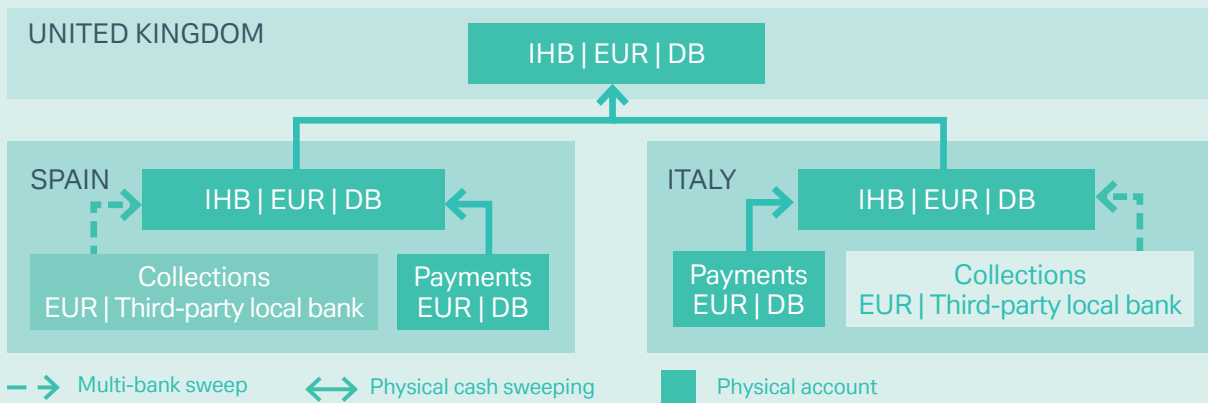 UNITED KINGDOM
IHB | EUR | DB
SPAIN
IHB | EUR | DB
Collections
EUR | Third-party local bank
Payments
EUR | DB
ITALY
IHB | EUR | DB
Payments
EUR | DB
Collections
EUR | Third-party local bank
Multi-bank sweep
Physical cash sweeping
Physical account